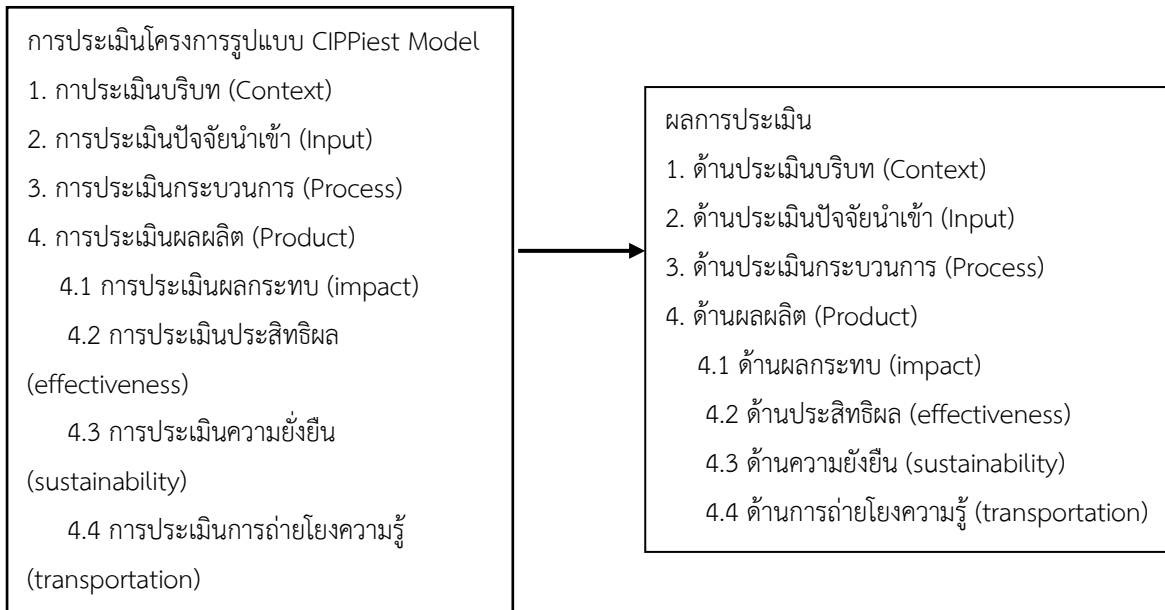 การประเมินโครงการรูปแบบ CIPPiest Model
1. กาประเมินบริบท (Context)
2. การประเมินปัจจัยนำเข้า (Input)
3. การประเมินกระบวนการ (Process)
4. การประเมินผลผลิต (Product)
4.1 การประเมินผลกระทบ (impact)
4.2 การประเมินประสิทธิผล
(effectiveness)
4.3 การประเมินความยั่งยืน
(sustainability)
4.4 การประเมินการถ่ายโยงความรู้
(transportation)
ผลการประเมิน
1. ด้านประเมินบริบท (Context)
2. ด้านประเมินปัจจัยนำเข้า (Input)
3. ด้านประเมินกระบวนการ (Process)
4. ด้านผลผลิต (Product)
4.1 ด้านผลกระทบ (impact)
4.2 ด้านประสิทธิผล (effectiveness)
4.3 ด้านความยังยืน (sustainability)
4.4 ด้านการถ่ายโยงความรู้ (transportation)